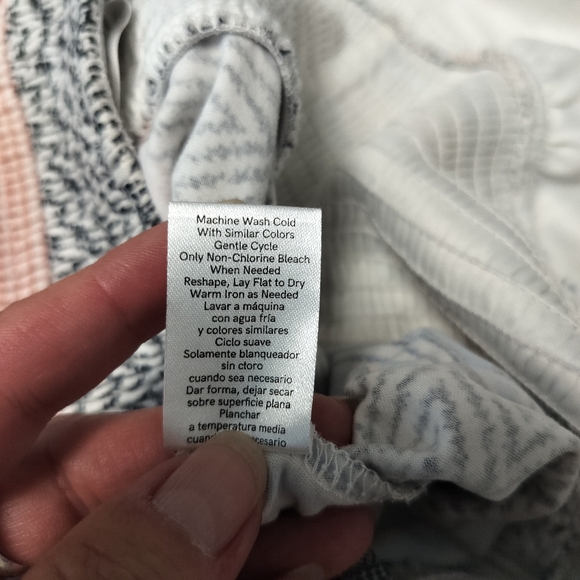 Machine Wash Cold
With Similar Colors
Gentle Cycle
Only Non-Chlorine Bleach
When Needed
Reshape, Lay Flat to Dry
Warm Iron as Needed
Lavar a máquina
con agua fría
y colores similares
Ciclo suave
Solamente blanqueador
sin cloro
cuando sea necesario
Dar forma, dejar secar
sobre superficie plana
Planchar
a temperatura media